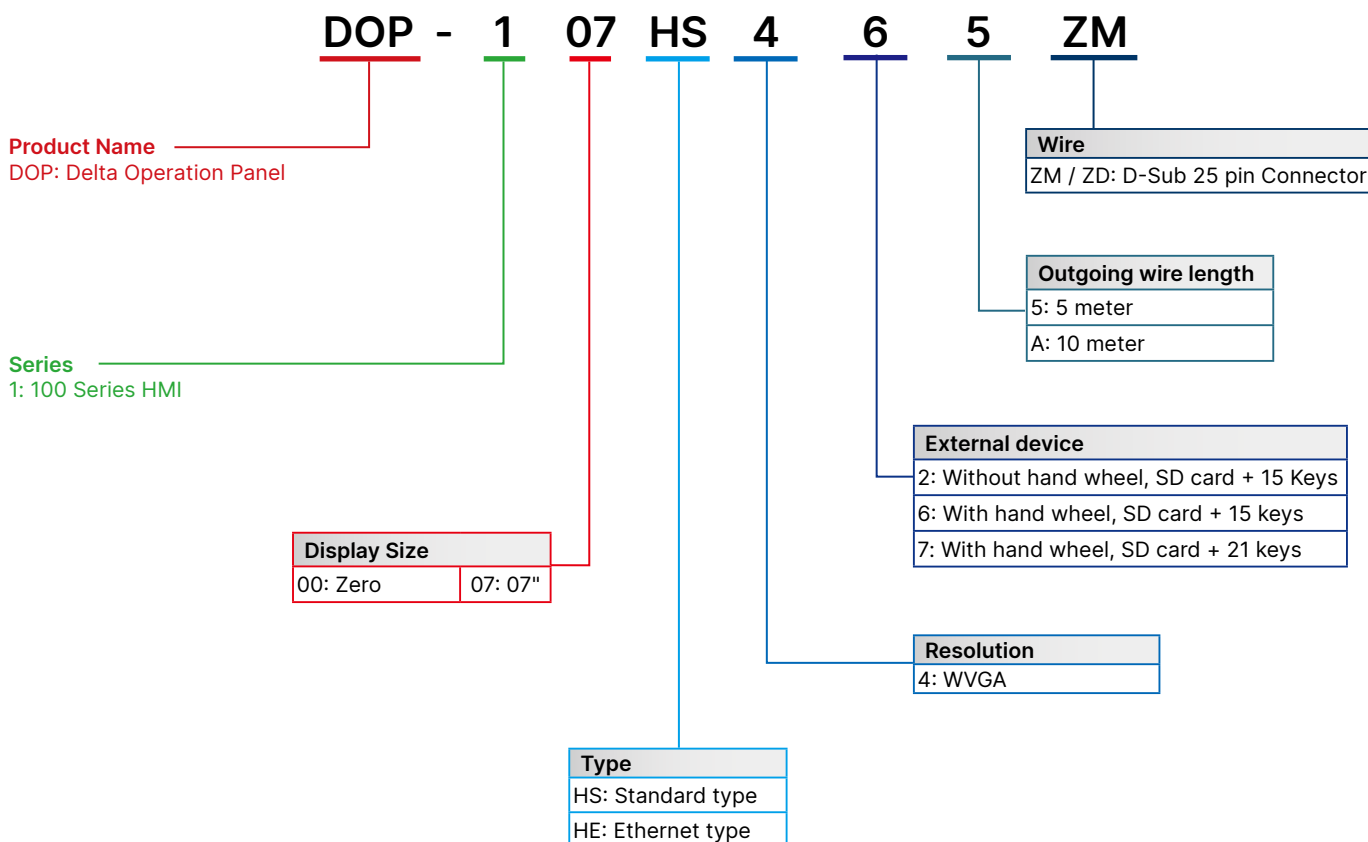 DOP - 1 07 HS 4 6 5 ZM
Product Name
DOP: Delta Operation Panel
Wire
ZM / ZD: D-Sub 25 pin Connector
Outgoing wire length
5: 5 meter
A: 10 meter
Series
1: 100 Series HMI
External device
2: Without hand wheel, SD card + 15 Keys
6: With hand wheel, SD card + 15 keys
7: With hand wheel, SD card + 21 keys
Display Size
00: Zero 07: 07"
Resolution
4: WVGA
Type
HS: Standard type
HE: Ethernet type